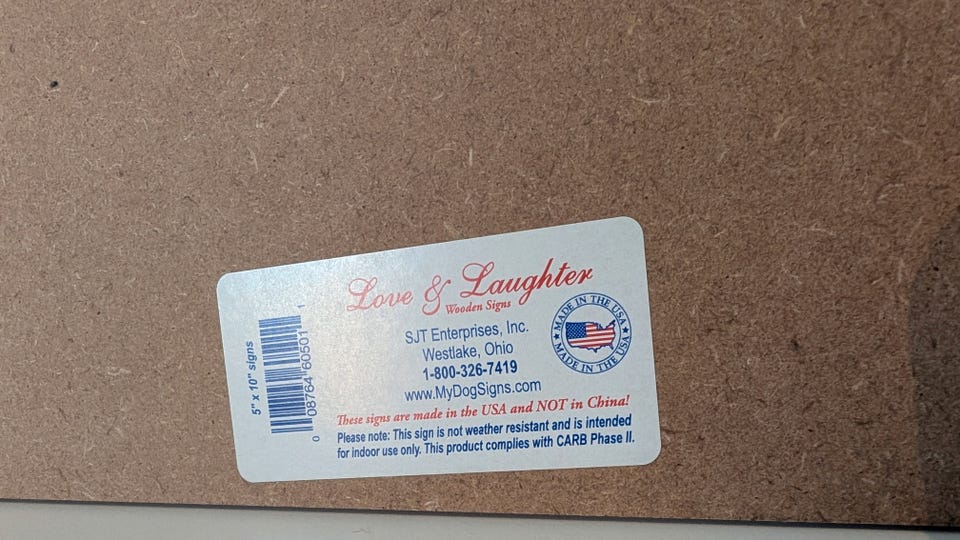 Love & Laughter
Wooden Signs
SJT Enterprises, Inc.
Westlake, Ohio
1-800-326-7419
www.MyDogSigns.com
These signs are made in the USA and NOT in China!
Please note: This sign is not weather resistant and is intended
for indoor use only. This product complies with CARB Phase II.
5" x 10" signs
0 08764 60501 1
MADE IN THE USA
MADE IN THE USA